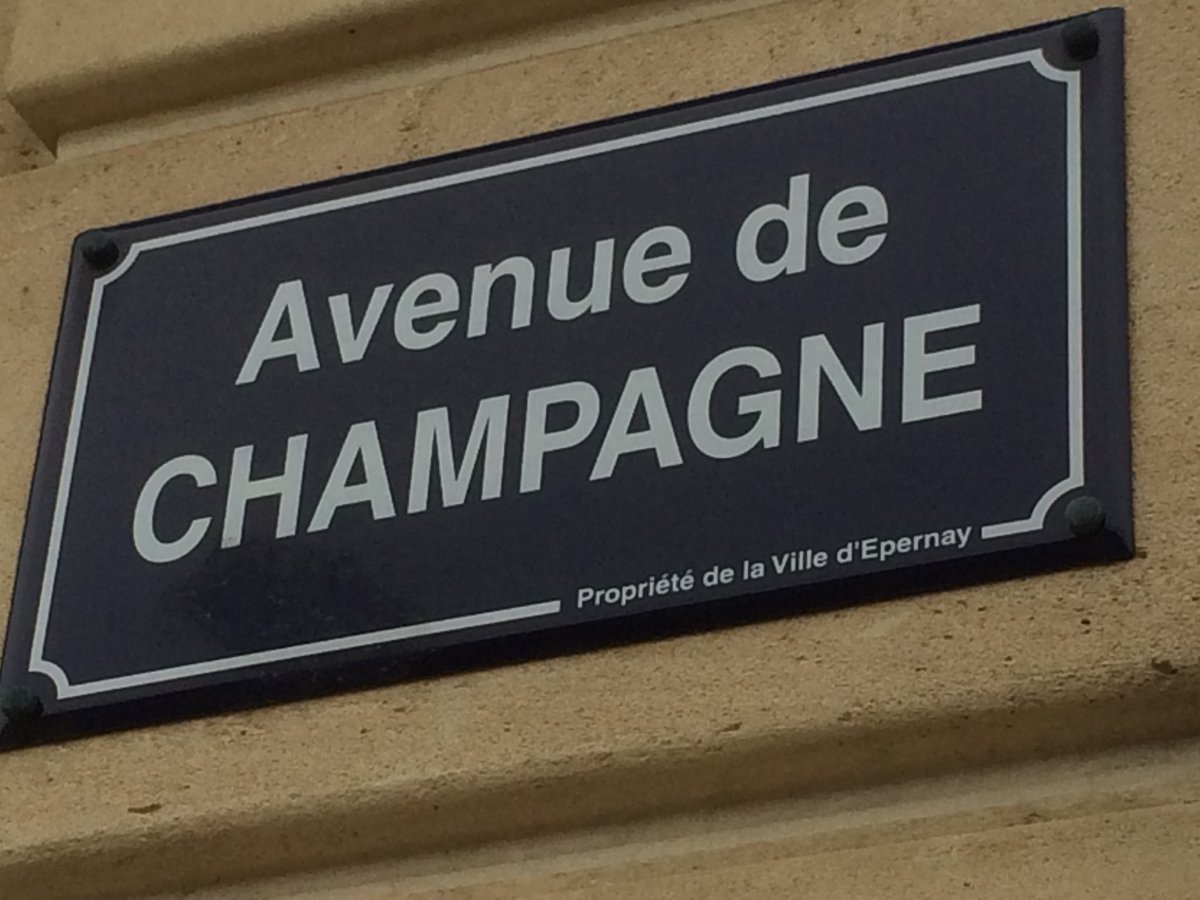 Avenue de
CHAMPAGNE
Propriété de la Ville d'Epernay